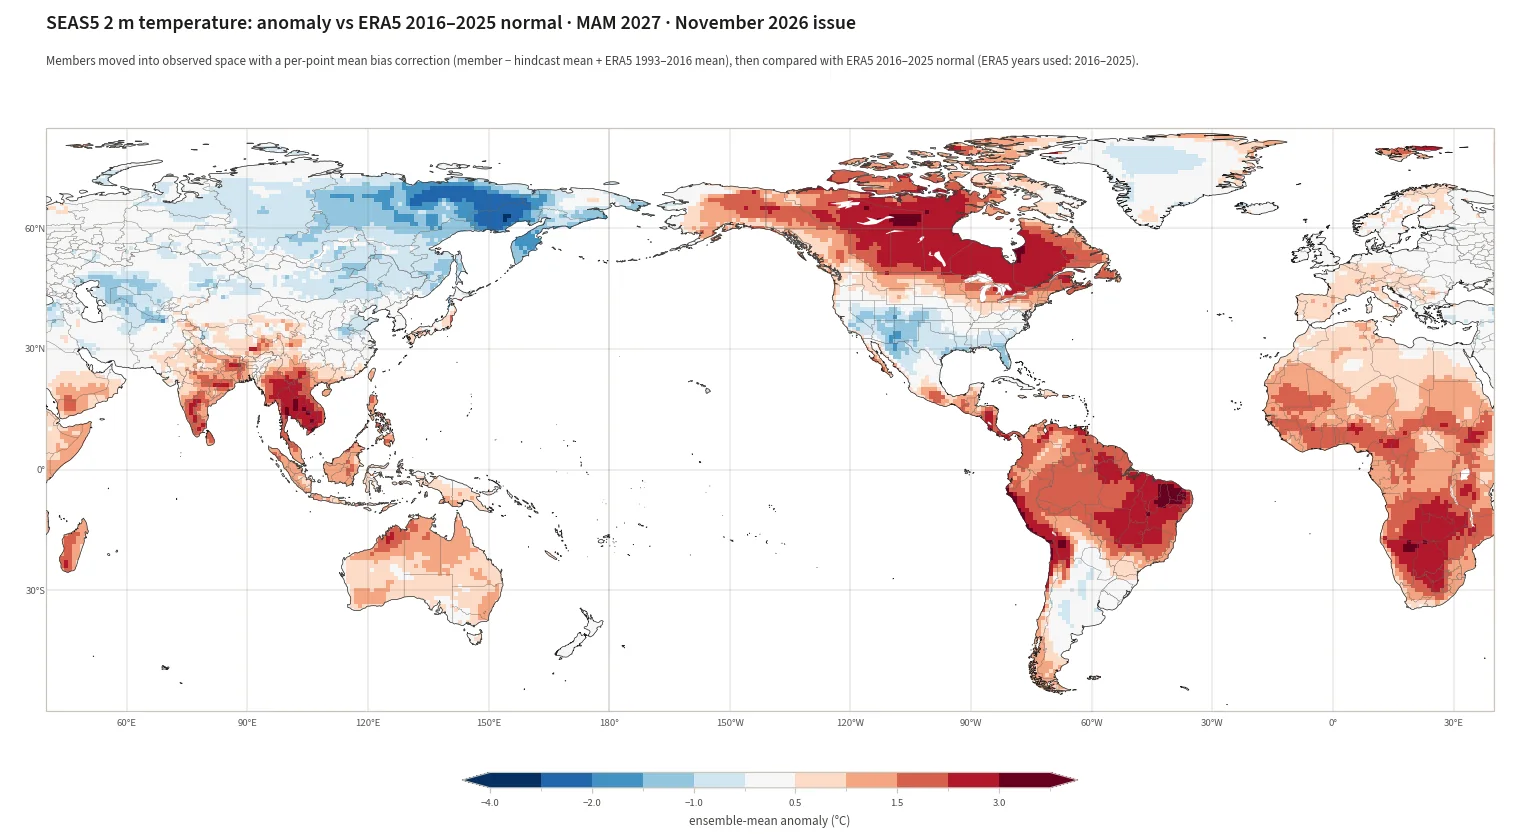 SEAS5 2 m temperature: anomaly vs ERA5 2016–2025 normal · MAM 2027 · November 2026 issue
Members moved into observed space with a per-point mean bias correction (member − hindcast mean + ERA5 1993–2016 mean), then compared with ERA5 2016–2025 normal (ERA5 years used: 2016–2025).
60°N
30°N
0°
30°S
60°E 90°E 120°E 150°E 180° 150°W 120°W 90°W 60°W 30°W 0° 30°E
−4.0 −2.0 −1.0 0.5 1.5 3.0
ensemble-mean anomaly (°C)